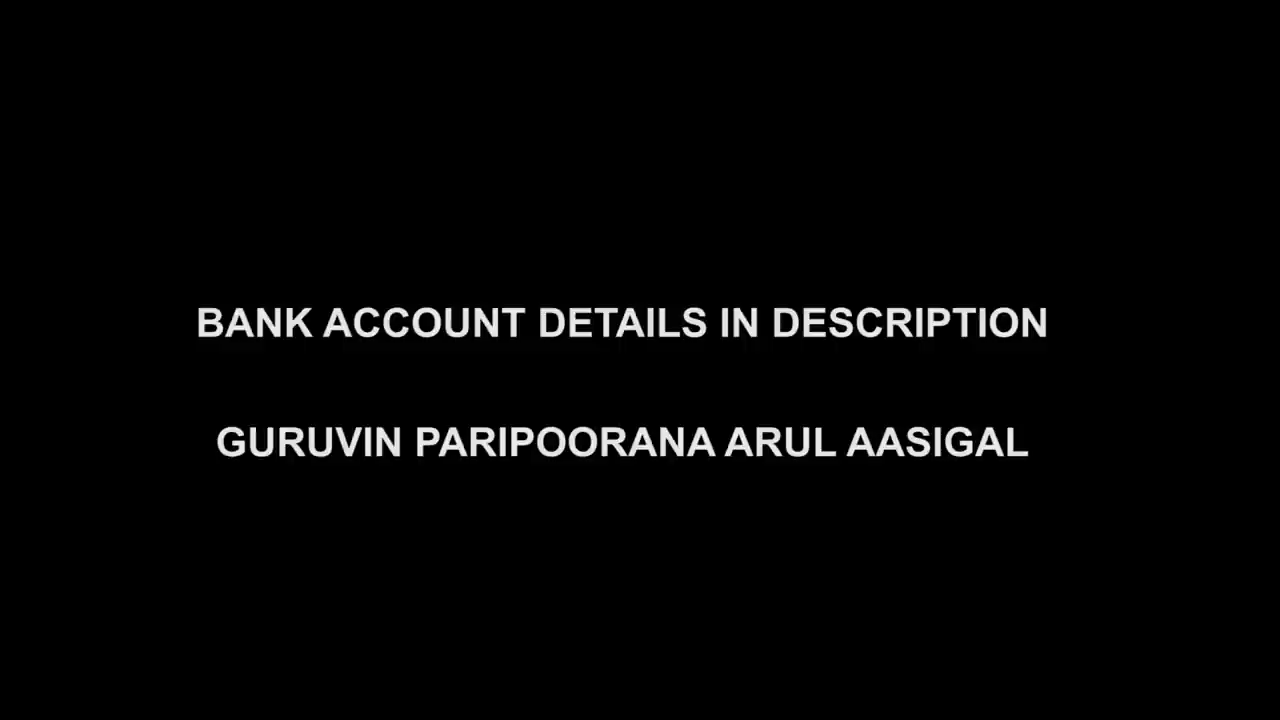 BANK ACCOUNT DETAILS IN DESCRIPTION
GURUVIN PARIPOORANA ARUL AASIGAL